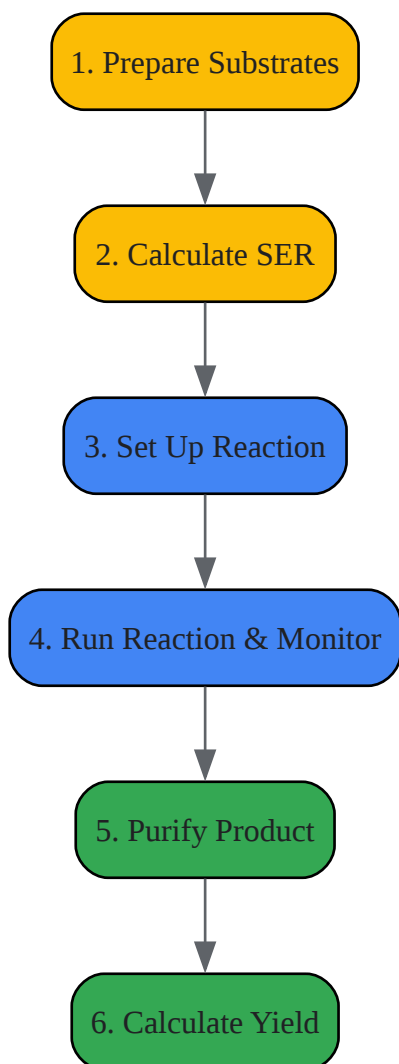 1. Prepare Substrates
2. Calculate SER
3. Set Up Reaction
4. Run Reaction & Monitor
5. Purify Product
6. Calculate Yield